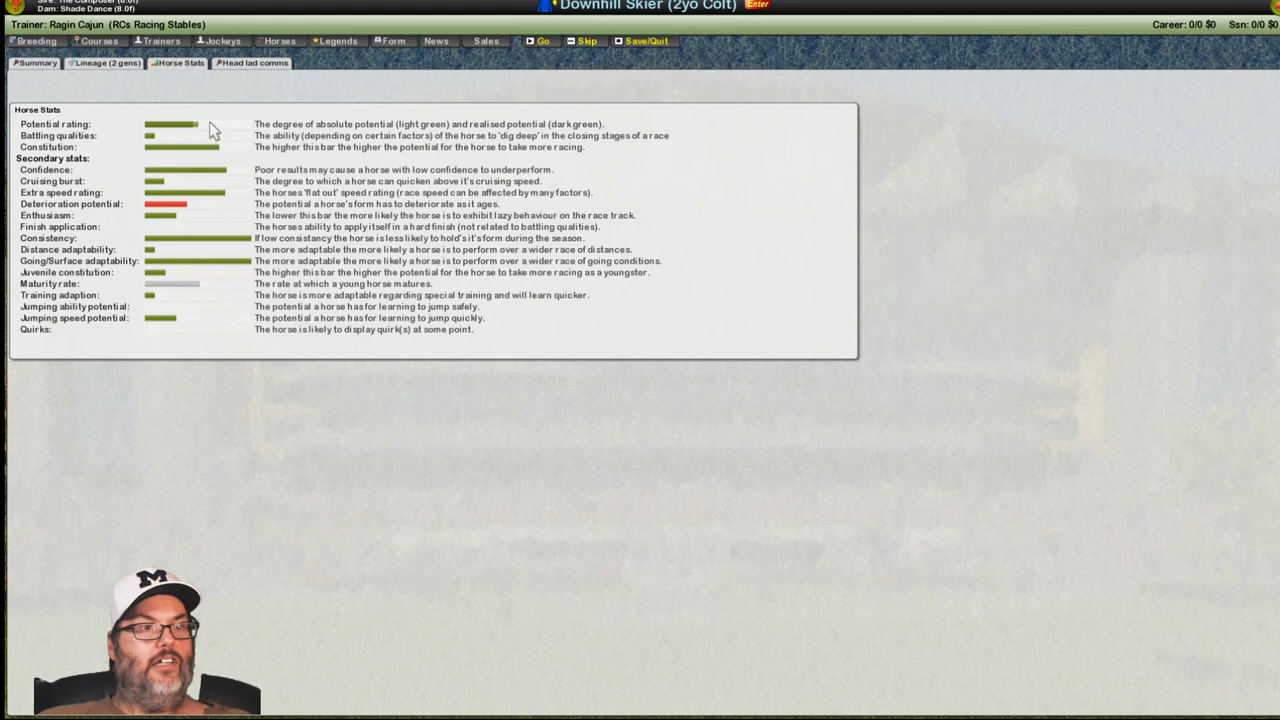 Sire: The Composer (8.0f)
Dam: Shade Dance (8.0f)
Downhill Skier (2yo Colt) Enter
Trainer: Ragin Cajun (RCs Racing Stables) Career: 0/0 $0 Ssn: 0/0 $0
Breeding Courses Trainers Jockeys Horses Legends Form News Sales Go Skip Save/Quit
Summary Lineage (2 gens) Horse Stats Head lad comms
Horse Stats
Potential rating: The degree of absolute potential (light green) and realised potential (dark green).
Battling qualities: The ability (depending on certain factors) of the horse to 'dig deep' in the closing stages of a race
Constitution: The higher this bar the higher the potential for the horse to take more racing.
Secondary stats:
Confidence: Poor results may cause a horse with low confidence to underperform.
Cruising burst: The degree to which a horse can quicken above it's cruising speed.
Extra speed rating: The horses 'flat out' speed rating (race speed can be affected by many factors).
Deterioration potential: The potential a horse's form has to deteriorate as it ages.
Enthusiasm: The lower this bar the more likely the horse is to exhibit lazy behaviour on the race track.
Finish application: The horses ability to apply itself in a hard finish (not related to battling qualities).
Consistency: If low consistancy the horse is less likely to hold's it's form during the season.
Distance adaptability: The more adaptable the more likely a horse is to perform over a wider race of distances.
Going/Surface adaptability: The more adaptable the more likely a horse is to perform over a wider race of going conditions.
Juvenile constitution: The higher this bar the higher the potential for the horse to take more racing as a youngster.
Maturity rate: The rate at which a young horse matures.
Training adaption: The horse is more adaptable regarding special training and will learn quicker.
Jumping ability potential: The potential a horse has for learning to jump safely.
Jumping speed potential: The potential a horse has for learning to jump quickly.
Quirks: The horse is likely to display quirk(s) at some point.
M